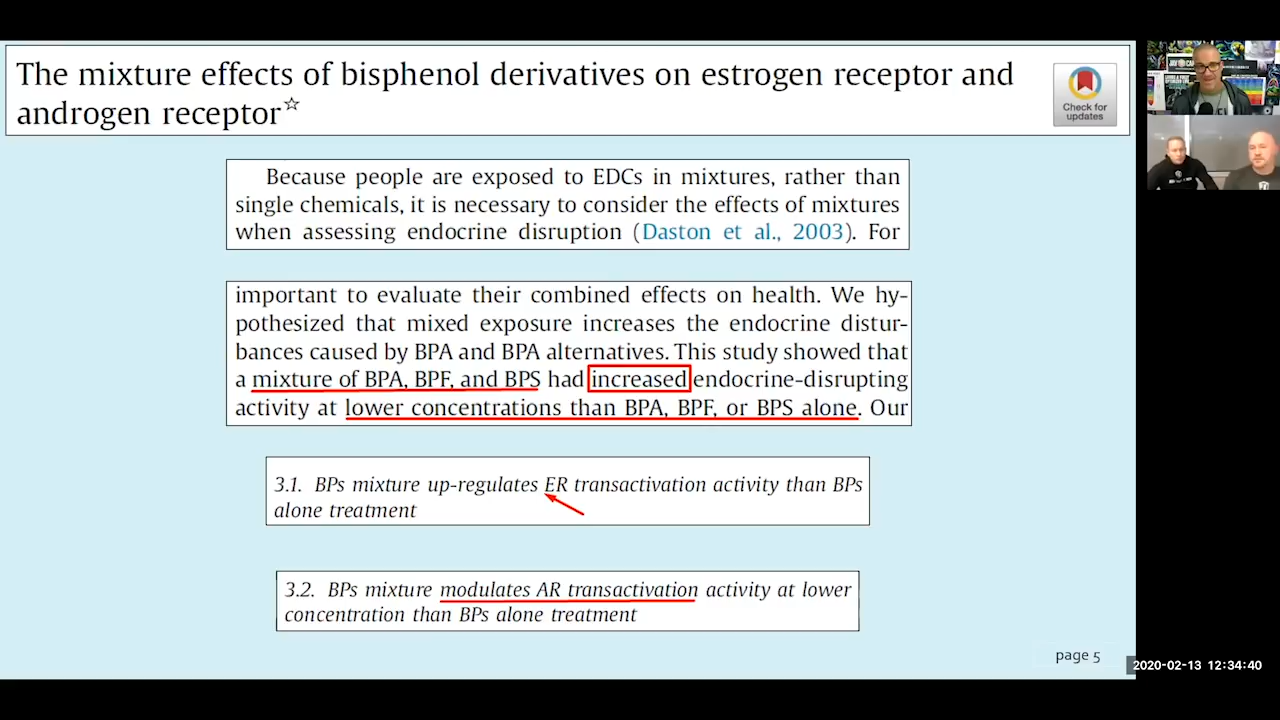 The mixture effects of bisphenol derivatives on estrogen receptor and
androgen receptor☆
Check for
updates
Because people are exposed to EDCs in mixtures, rather than
single chemicals, it is necessary to consider the effects of mixtures
when assessing endocrine disruption (Daston et al., 2003). For
important to evaluate their combined effects on health. We hy-
pothesized that mixed exposure increases the endocrine distur-
bances caused by BPA and BPA alternatives. This study showed that
a mixture of BPA, BPF, and BPS had increased endocrine-disrupting
activity at lower concentrations than BPA, BPF, or BPS alone. Our
3.1. BPs mixture up-regulates ER transactivation activity than BPs
alone treatment
3.2. BPs mixture modulates AR transactivation activity at lower
concentration than BPs alone treatment
page 5
2020-02-13 12:34:40